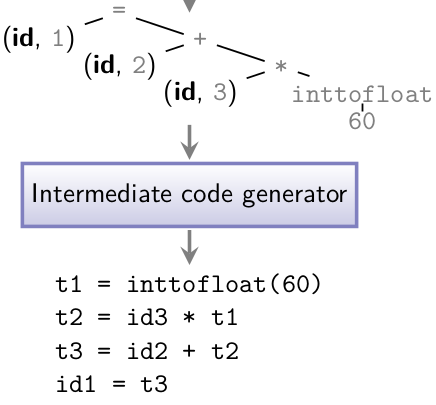 =
(id, 1) +
(id, 2) *
(id, 3) inttofloat
60
Intermediate code generator
t1 = inttofloat(60)
t2 = id3 * t1
t3 = id2 + t2
id1 = t3